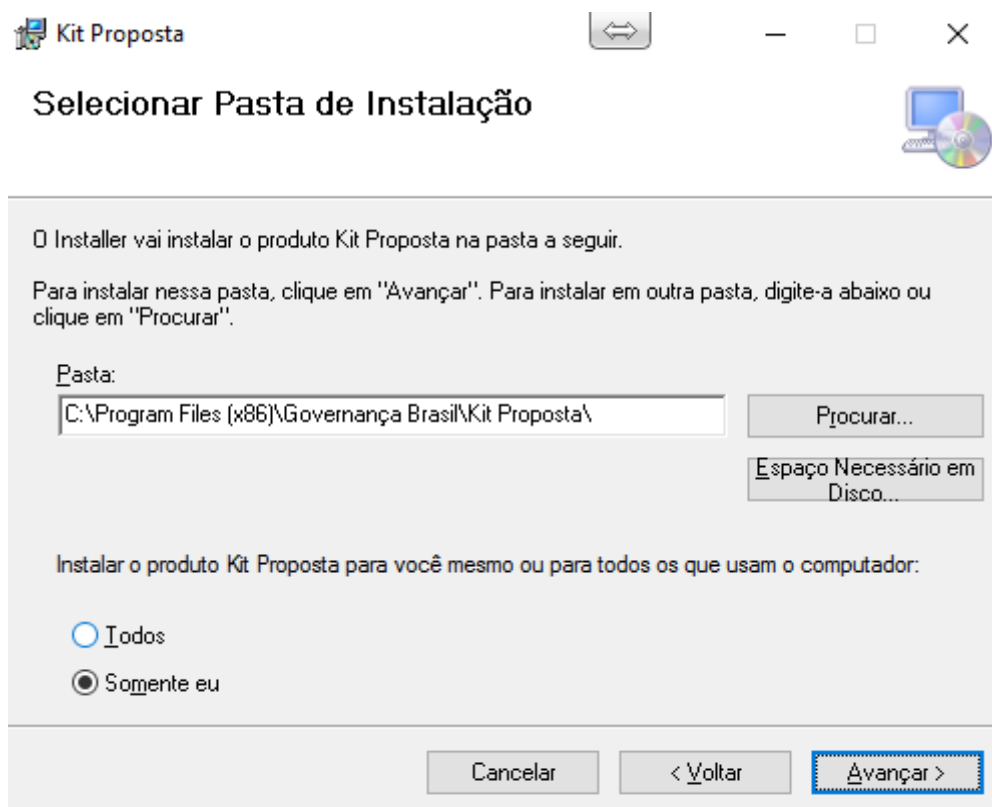 Kit Proposta
Selecionar Pasta de Instalação
O Installer vai instalar o produto Kit Proposta na pasta a seguir.
Para instalar nessa pasta, clique em "Avançar". Para instalar em outra pasta, digite-a abaixo ou
clique em "Procurar".
Pasta:
C:\Program Files (x86)\Governança Brasil\Kit Proposta\
Procurar...
Espaço Necessário em
Disco...
Instalar o produto Kit Proposta para você mesmo ou para todos os que usam o computador:
Todos
Somente eu
Cancelar
< Voltar
Avançar >